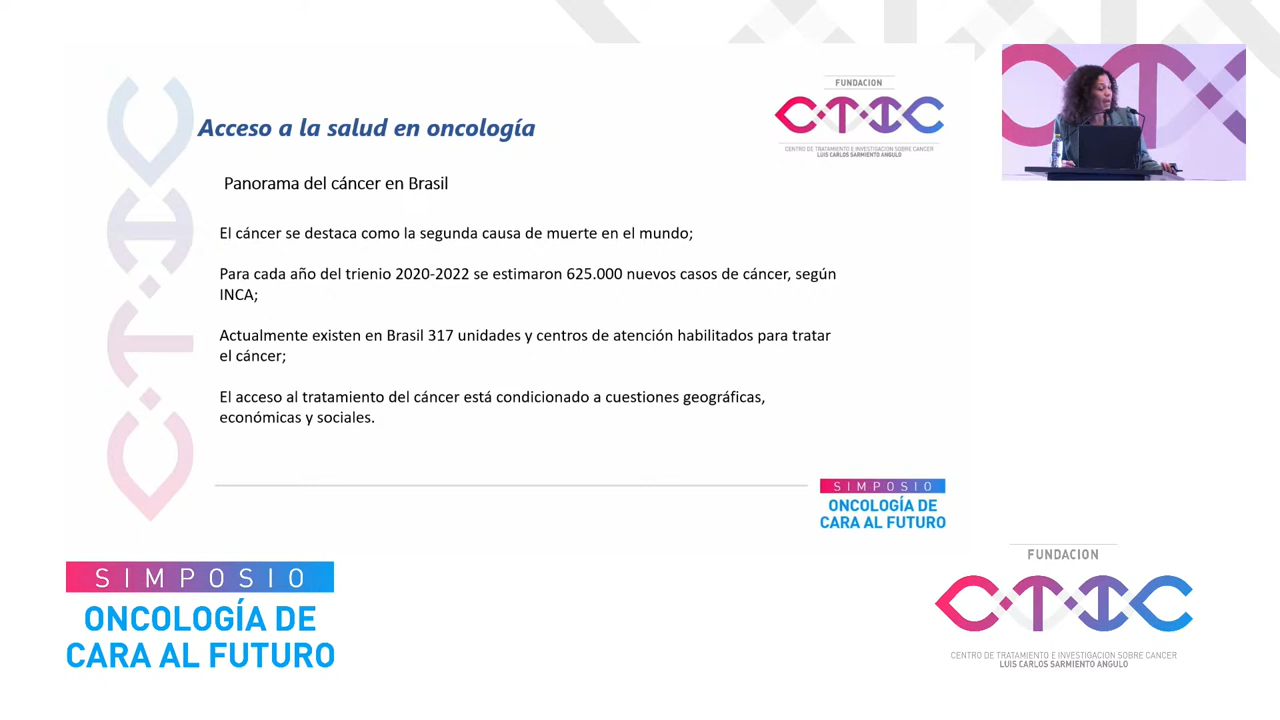 Acceso a la salud en oncología
FUNDACION
CTIC
CENTRO DE TRATAMIENTO E INVESTIGACION SOBRE CANCER
LUIS CARLOS SARMIENTO ANGULO
Panorama del cáncer en Brasil
El cáncer se destaca como la segunda causa de muerte en el mundo;
Para cada año del trienio 2020-2022 se estimaron 625.000 nuevos casos de cáncer, según
INCA;
Actualmente existen en Brasil 317 unidades y centros de atención habilitados para tratar
el cáncer;
El acceso al tratamiento del cáncer está condicionado a cuestiones geográficas,
económicas y sociales.
SIMPOSIO
ONCOLOGÍA DE
CARA AL FUTURO
SIMPOSIO
ONCOLOGÍA DE
CARA AL FUTURO
FUNDACION
CTIC
CENTRO DE TRATAMIENTO E INVESTIGACION SOBRE CANCER
LUIS CARLOS SARMIENTO ANGULO
CTIC